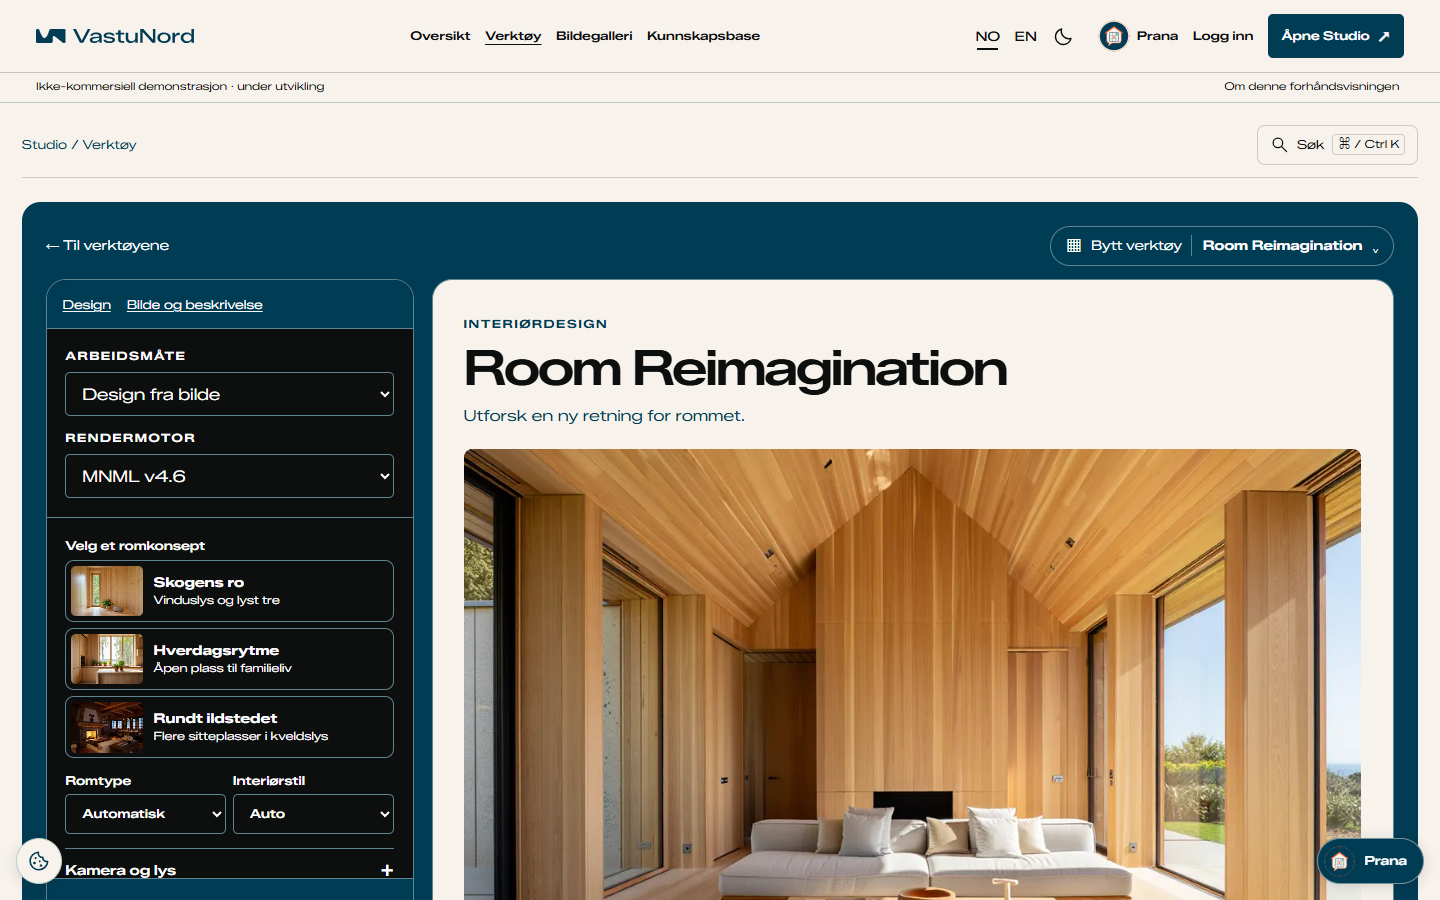 VastuNord
Oversikt Verktøy Bildegalleri Kunnskapsbase
NO EN Prana Logg inn Åpne Studio ↗
Ikke-kommersiell demonstrasjon · under utvikling
Om denne forhåndsvisningen
Studio / Verktøy
Søk ⌘ / Ctrl K
← Til verktøyene
Bytt verktøy Room Reimagination
Design Bilde og beskrivelse
ARBEIDSMÅTE
Design fra bilde
RENDERMOTOR
MNML v4.6
Velg et romkonsept
Skogens ro
Vinduslys og lyst tre
Hverdagsrytme
Åpen plass til familieliv
Rundt ildstedet
Flere sitteplasser i kveldslys
Romtype Interiørstil
Automatisk Auto
Kamera og lys +
INTERIØRDESIGN
Room Reimagination
Utforsk en ny retning for rommet.
Prana